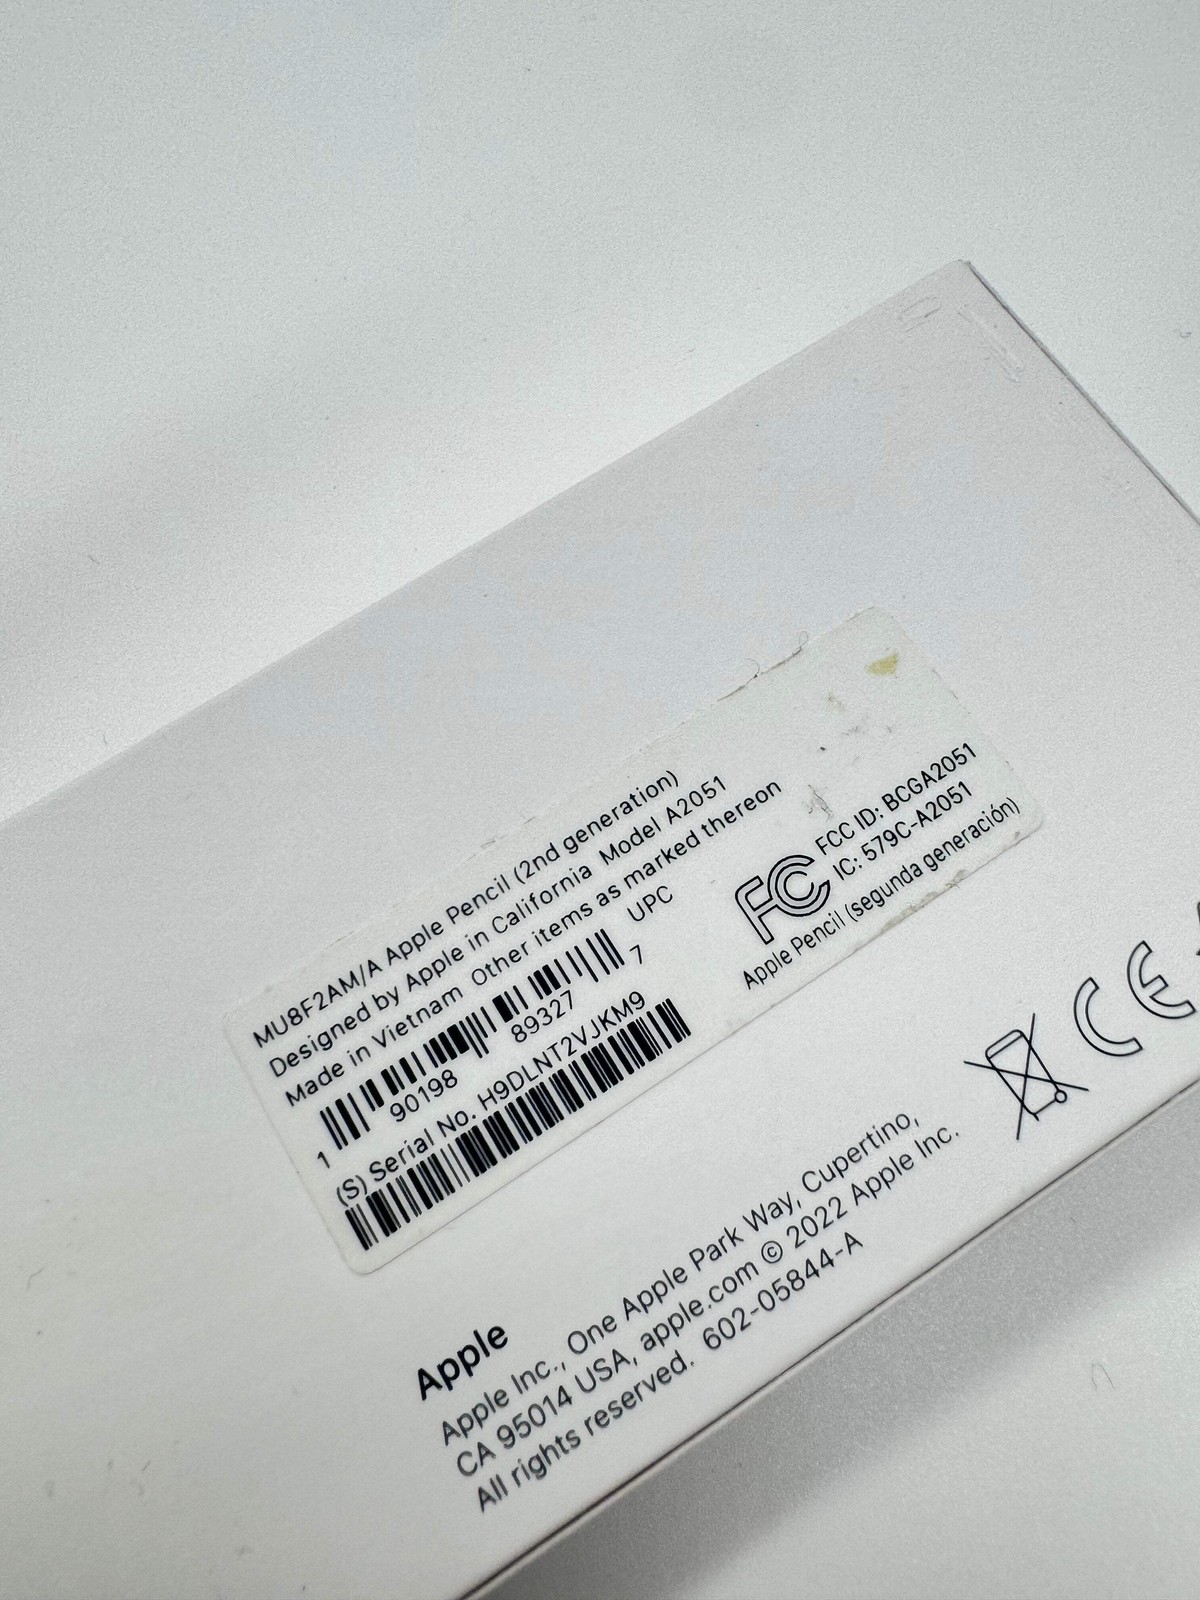 MU8F2AM/A Apple Pencil (2nd generation)
Designed by Apple in California Model A2051
Made in Vietnam Other items as marked thereon
UPC
1 90198 89327 7
(S) Serial No. H9DLNT2VJKM9
FCC ID: BCGA2051
IC: 579C-A2051
Apple Pencil (segunda generación)
Apple
Apple Inc., One Apple Park Way, Cupertino,
CA 95014 USA, apple.com © 2022 Apple Inc.
All rights reserved. 602-05844-A